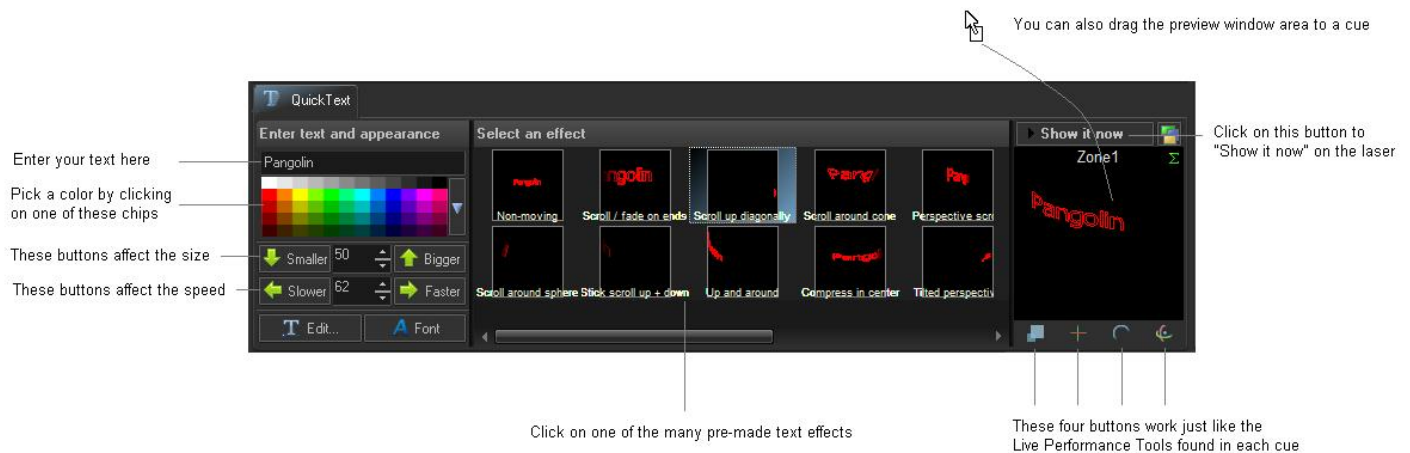 You can also drag the preview window area to a cue
QuickText
Enter text and appearance
Select an effect
Show it now
Click on this button to
"Show it now" on the laser
Enter your text here
Pangolin
Zone1
Σ
Pick a color by clicking
on one of these chips
Pangolin
ngolin
Pang
Pang
Pangolin
Non-moving
Scroll / fade on ends
Scroll up diagonally
Scroll around cone
Perspective scr
These buttons affect the size
Smaller
50
Bigger
These buttons affect the speed
Slower
62
Faster
Pango
Scroll around sphere
Stick scroll up + down
Up and around
Compress in center
Tilted perspectiv
T Edit...
A Font
Click on one of the many pre-made text effects
These four buttons work just like the
Live Performance Tools found in each cue